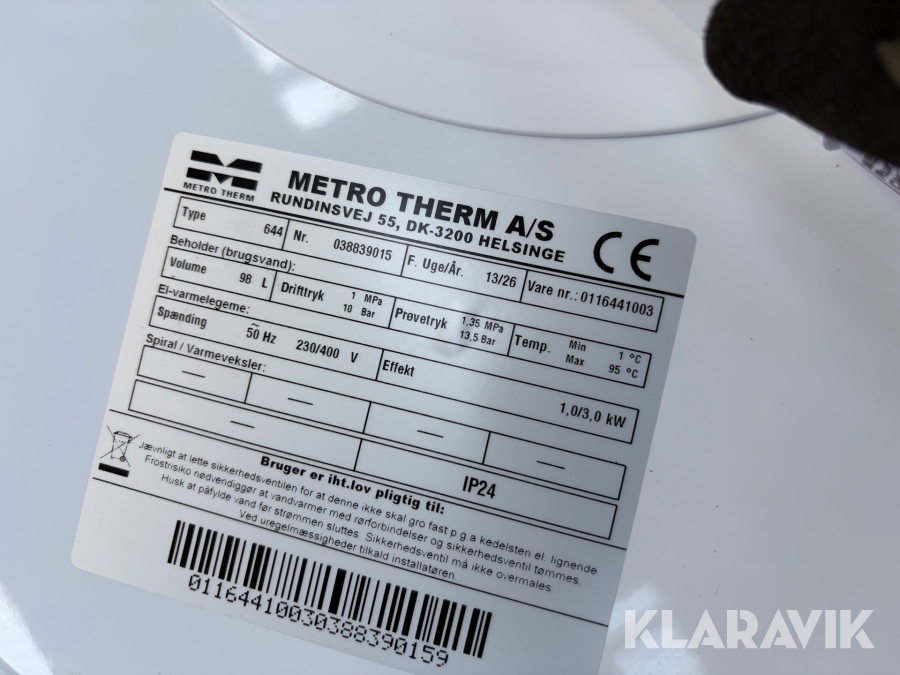 METRO THERM
METRO THERM A/S
RUNDINSVEJ 55, DK-3200 HELSINGE
CE
Type 644 Nr. 038839015 F. Uge/År. 13/26 Vare nr.: 0116441003
Beholder (brugsvand):
Volume 98 L Drifttryk 1 MPa 10 Bar Prøvetryk 1,35 MPa 13,5 Bar Temp. Min 1 °C Max 95 °C
El-varmelegeme:
Spænding ~ 50 Hz 230/400 V Effekt 1,0/3,0 kW
Spiral / Varmeveksler:
— — — —
— IP24
Bruger er iht.lov pligtig til:
Jævnligt at lette sikkerhedsventilen for at denne ikke skal gro fast p g.a kedelsten el. lignende
Frostrisiko nødvendiggør at vandvarmer med rørforbindelser og sikkerhedsventil tømmes.
Husk at påfylde vand før strømmen sluttes. Sikkerhedsventil må ikke overmales.
Ved uregelmæssigheder tilkald installatøren.
01164410030388390159
KLARAVIK